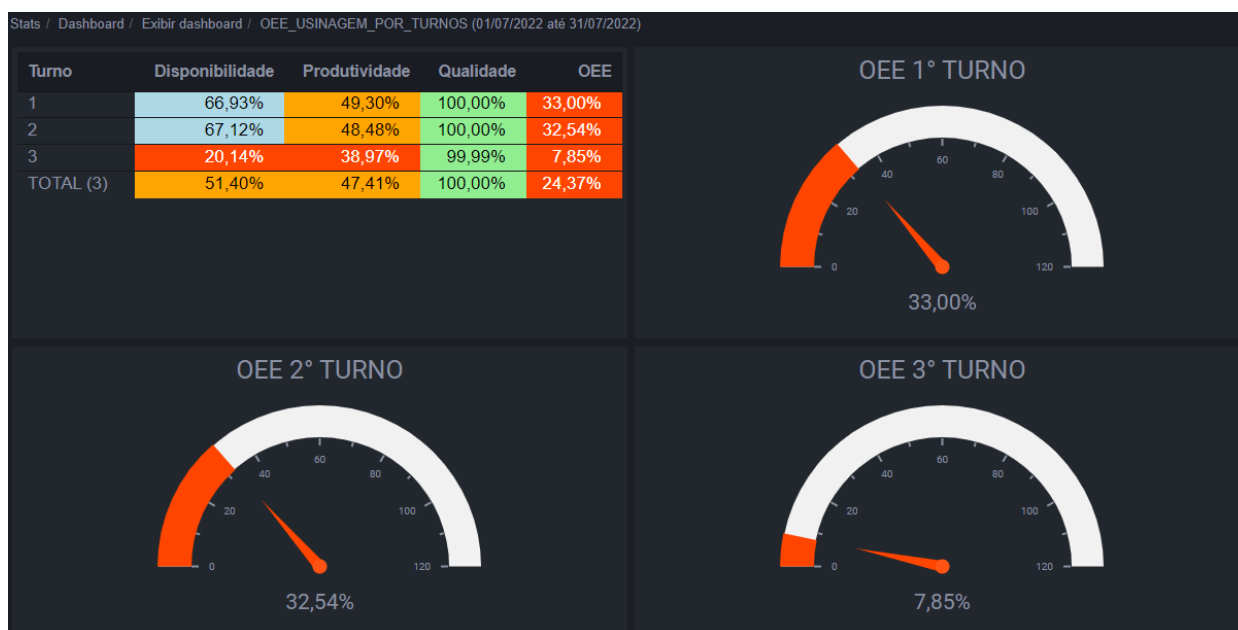 Stats / Dashboard / Exibir dashboard / OEE_USINAGEM_POR_TURNOS (01/07/2022 até 31/07/2022)
Turno Disponibilidade Produtividade Qualidade OEE
1 66,93% 49,30% 100,00% 33,00%
2 67,12% 48,48% 100,00% 32,54%
3 20,14% 38,97% 99,99% 7,85%
TOTAL (3) 51,40% 47,41% 100,00% 24,37%
OEE 1° TURNO
0 20 40 60 80 100 120
33,00%
OEE 2° TURNO
0 20 40 60 80 100 120
32,54%
OEE 3° TURNO
0 20 40 60 80 100 120
7,85%